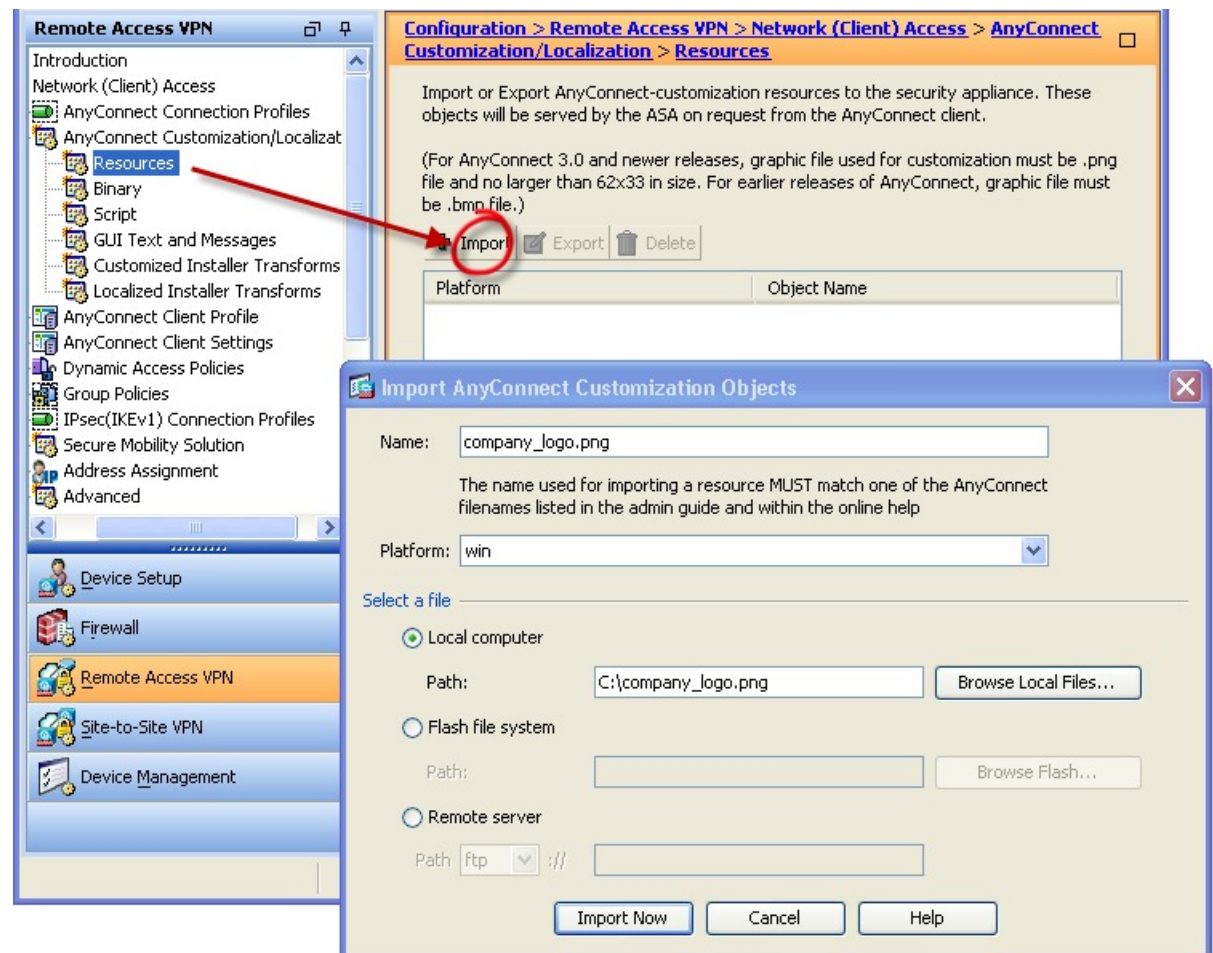 Remote Access VPN
Introduction
Network (Client) Access
AnyConnect Connection Profiles
AnyConnect Customization/Localizat
Resources
Binary
Script
GUI Text and Messages
Customized Installer Transforms
Localized Installer Transforms
AnyConnect Client Profile
AnyConnect Client Settings
Dynamic Access Policies
Group Policies
IPsec(IKEv1) Connection Profiles
Secure Mobility Solution
Address Assignment
Advanced
Device Setup
Firewall
Remote Access VPN
Site-to-Site VPN
Device Management
Configuration > Remote Access VPN > Network (Client) Access > AnyConnect
Customization/Localization > Resources
Import or Export AnyConnect-customization resources to the security appliance. These
objects will be served by the ASA on request from the AnyConnect client.
(For AnyConnect 3.0 and newer releases, graphic file used for customization must be .png
file and no larger than 62x33 in size. For earlier releases of AnyConnect, graphic file must
be .bmp file.)
Import Export Delete
Platform Object Name
Import AnyConnect Customization Objects
Name: company_logo.png
The name used for importing a resource MUST match one of the AnyConnect
filenames listed in the admin guide and within the online help
Platform: win
Select a file
Local computer
Path: C:\company_logo.png Browse Local Files...
Flash file system
Path: Browse Flash...
Remote server
Path ftp ://
Import Now Cancel Help